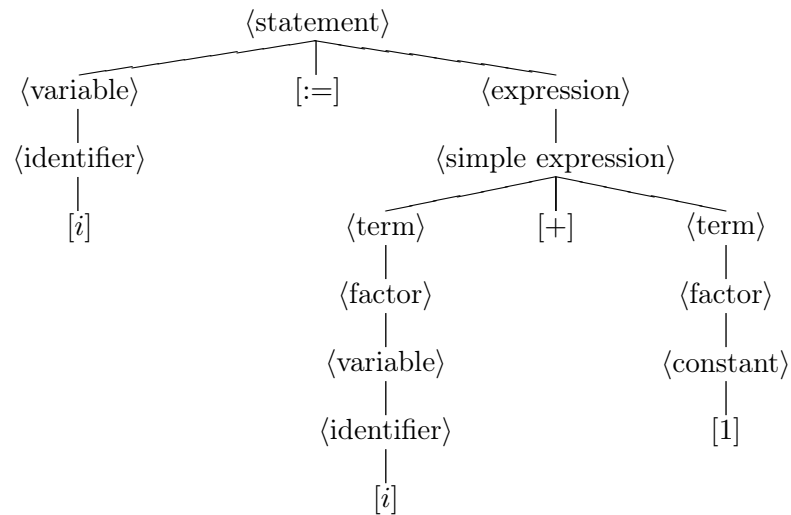 ⟨statement⟩
⟨variable⟩ [:=] ⟨expression⟩
⟨identifier⟩ ⟨simple expression⟩
[i] ⟨term⟩ [+] ⟨term⟩
⟨factor⟩ ⟨factor⟩
⟨variable⟩ ⟨constant⟩
⟨identifier⟩ [1]
[i]